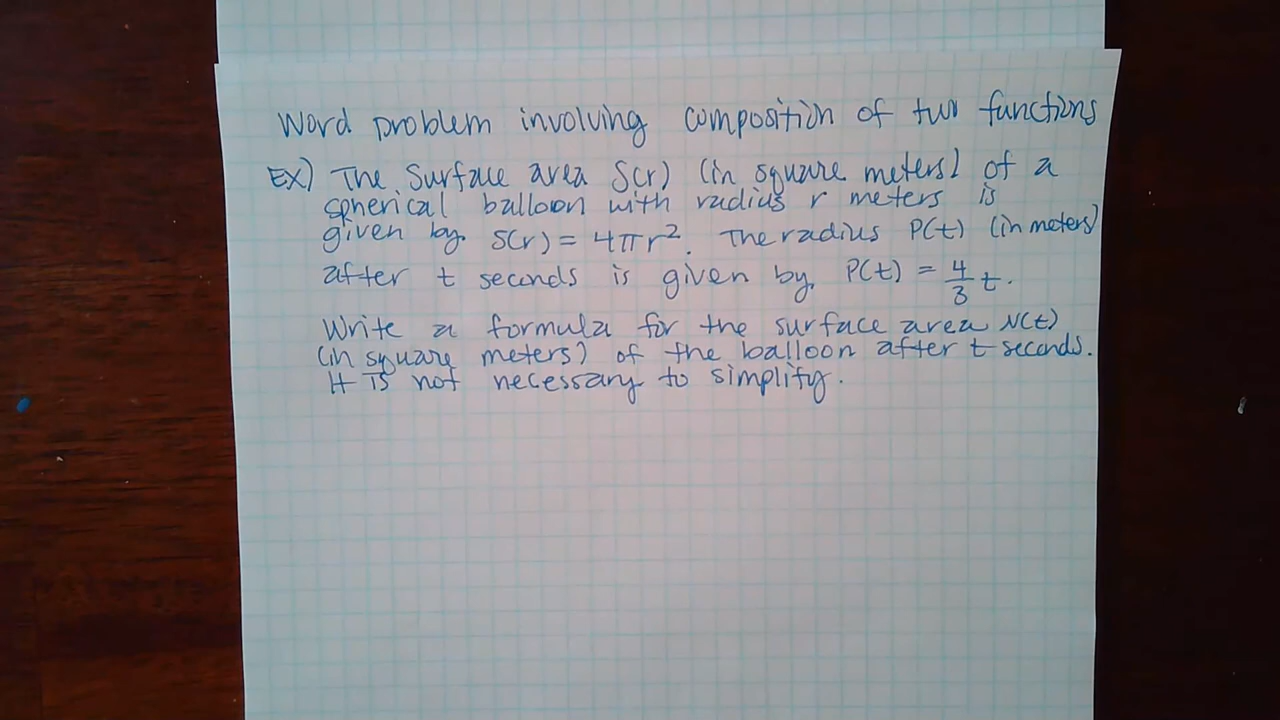 Word problem involving composition of two functions
EX) The Surface area S(r) (in square meters) of a
spherical balloon with radius r meters is
given by S(r) = 4πr². The radius P(t) (in meters)
after t seconds is given by P(t) = 4/3 t.
Write a formula for the surface area N(t)
(in square meters) of the balloon after t seconds.
It is not necessary to simplify.